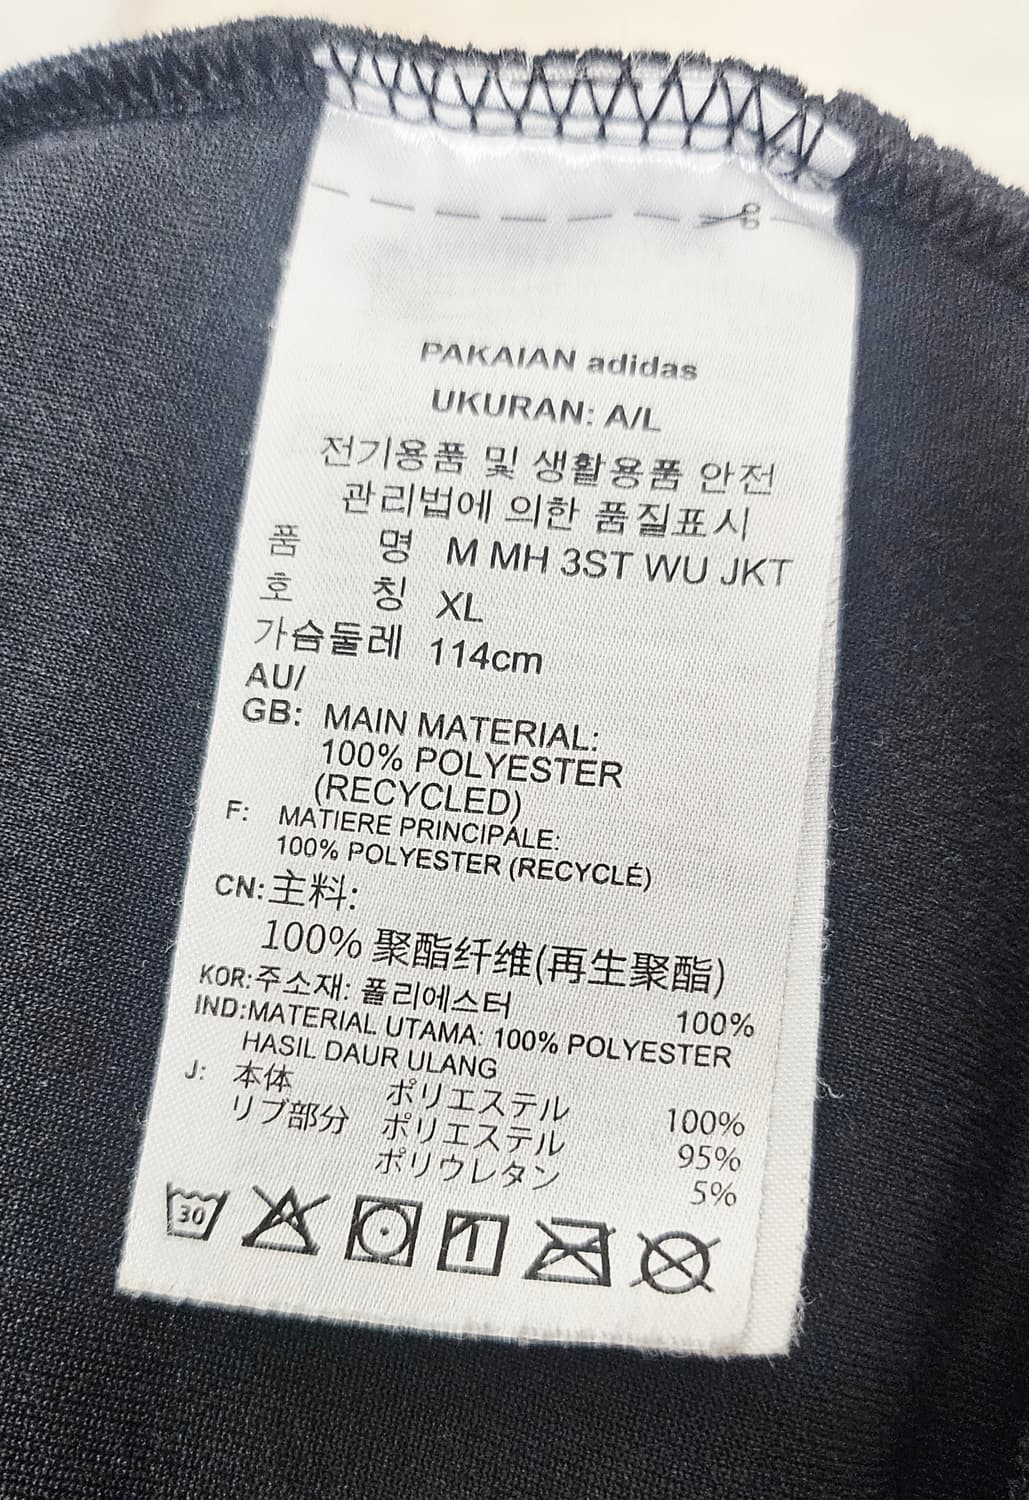 PAKAIAN adidas
UKURAN: A/L
전기용품 및 생활용품 안전
관리법에 의한 품질표시
품 명 M MH 3ST WU JKT
호 칭 XL
가슴둘레 114cm
AU/
GB: MAIN MATERIAL:
100% POLYESTER
(RECYCLED)
F: MATIERE PRINCIPALE:
100% POLYESTER (RECYCLÉ)
CN: 主料:
100% 聚酯纤维(再生聚酯)
KOR: 주소재: 폴리에스터 100%
IND:MATERIAL UTAMA: 100% POLYESTER
HASIL DAUR ULANG
J: 本体 ポリエステル 100%
リブ部分 ポリエステル 95%
ポリウレタン 5%
30